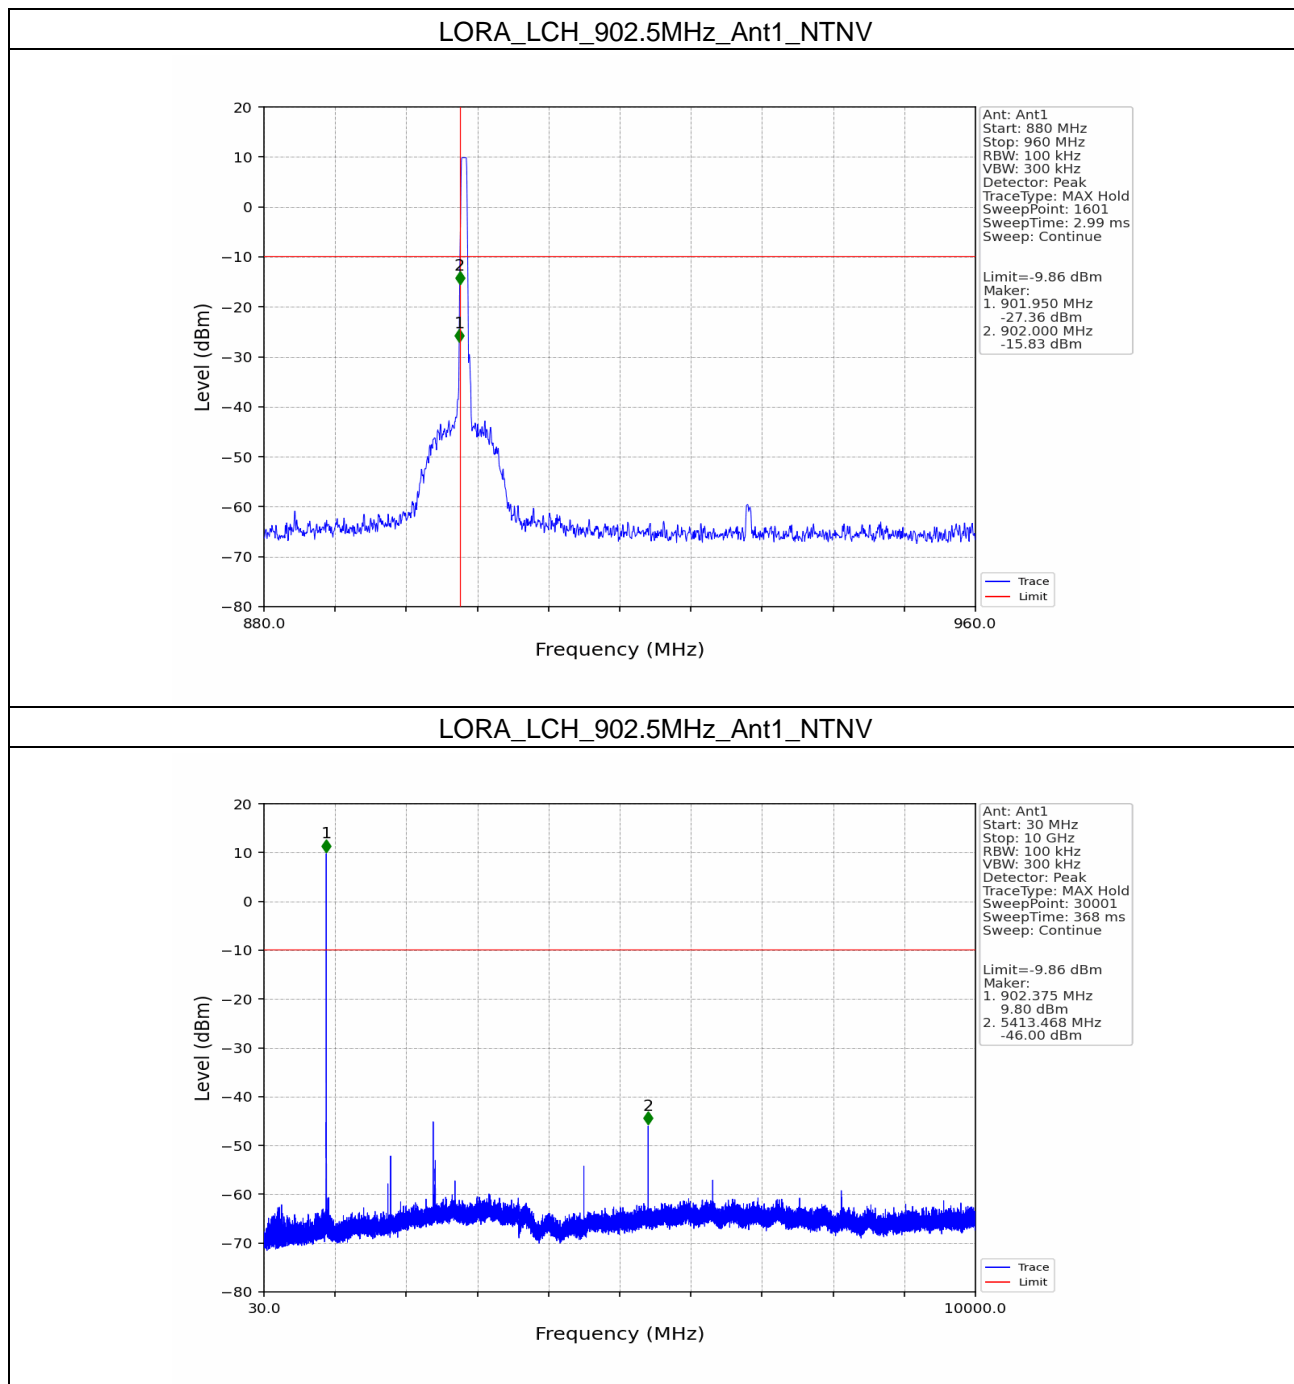 LORA_LCH_902.5MHz_Ant1_NTNV
20
10
0
−10
−20
−30
−40
−50
−60
−70
−80
Level (dBm)
2
1
880.0
960.0
Frequency (MHz)
Ant: Ant1
Start: 880 MHz
Stop: 960 MHz
RBW: 100 kHz
VBW: 300 kHz
Detector: Peak
TraceType: MAX Hold
SweepPoint: 1601
SweepTime: 2.99 ms
Sweep: Continue
Limit=-9.86 dBm
Maker:
1. 901.950 MHz
-27.36 dBm
2. 902.000 MHz
-15.83 dBm
Trace
Limit
LORA_LCH_902.5MHz_Ant1_NTNV
20
10
0
−10
−20
−30
−40
−50
−60
−70
−80
Level (dBm)
1
2
30.0
10000.0
Frequency (MHz)
Ant: Ant1
Start: 30 MHz
Stop: 10 GHz
RBW: 100 kHz
VBW: 300 kHz
Detector: Peak
TraceType: MAX Hold
SweepPoint: 30001
SweepTime: 368 ms
Sweep: Continue
Limit=-9.86 dBm
Maker:
1. 902.375 MHz
9.80 dBm
2. 5413.468 MHz
-46.00 dBm
Trace
Limit